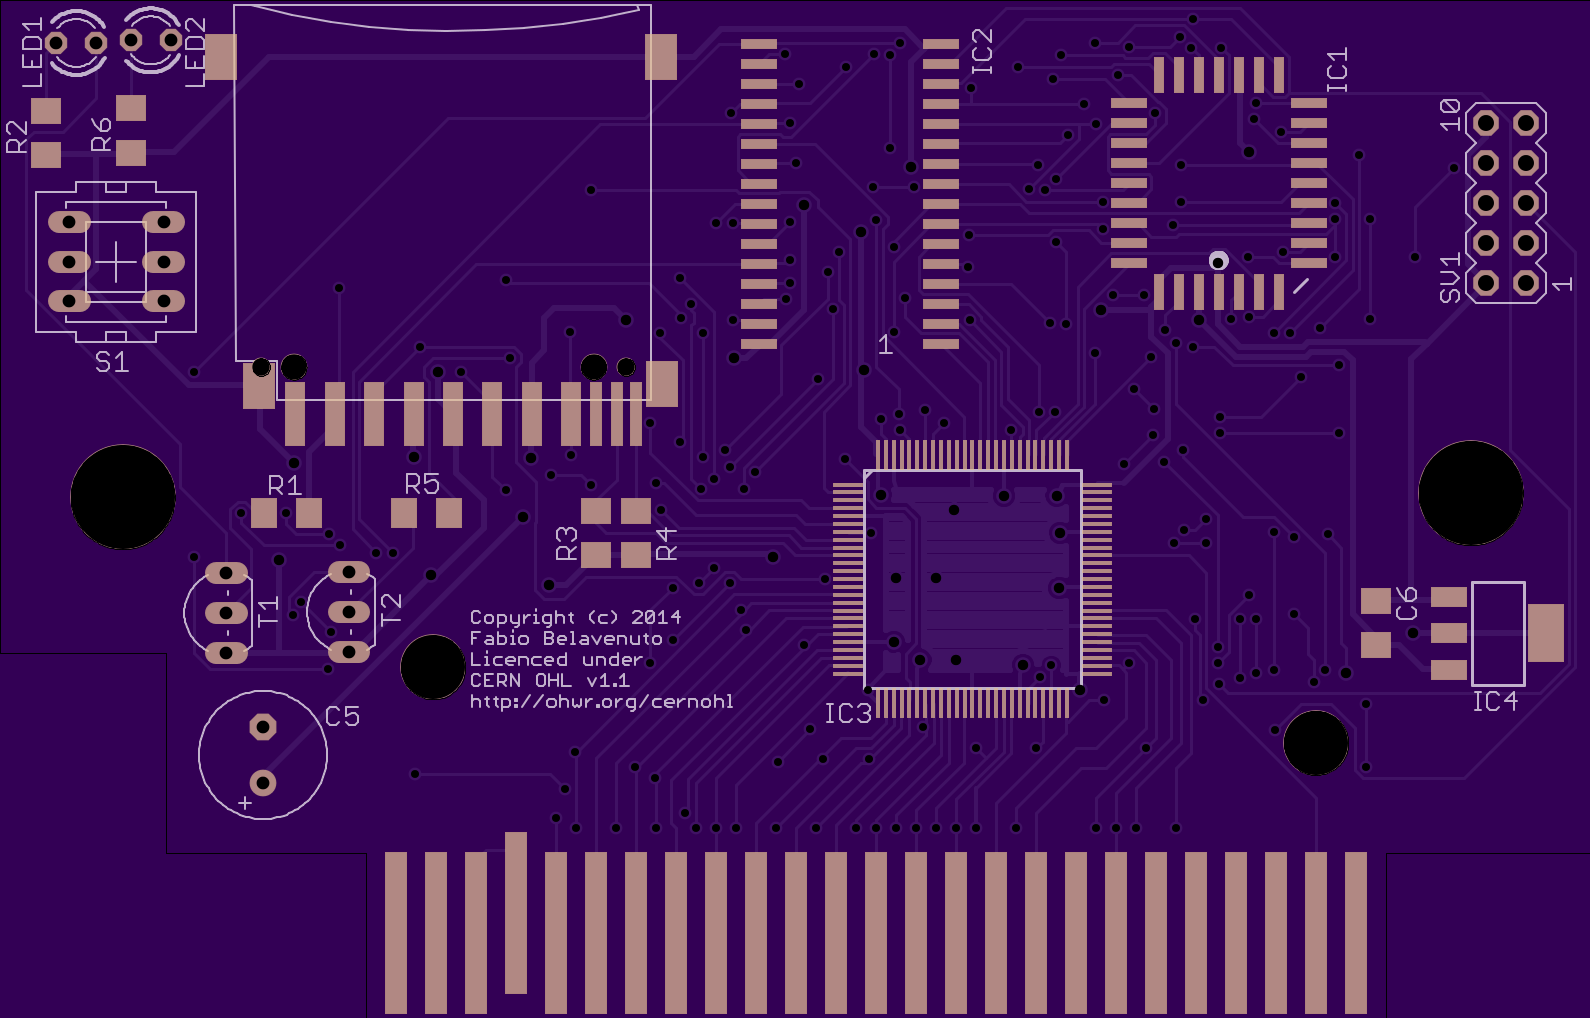 LED1
LED2
IC2
IC1
R2
R6
10
SV1
1
1
S1
R1
R5
R3
R4
T1
T2
C6
Copyright (c) 2014
Fabio Belavenuto
Licenced under
CERN OHL v1.1
http://ohwr.org/cernohl
IC4
IC3
C5
+